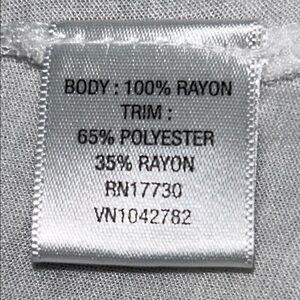 BODY : 100% RAYON
TRIM :
65% POLYESTER
35% RAYON
RN17730
VN1042782